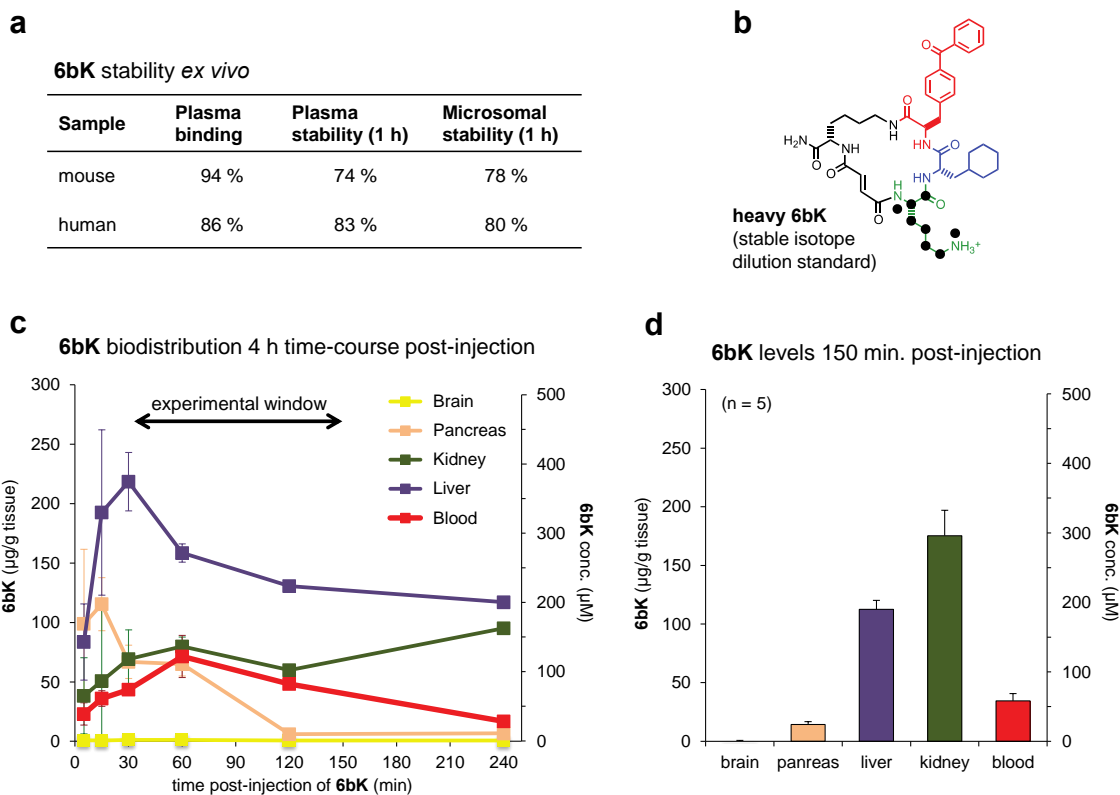 a
6bK stability ex vivo
Sample
Plasma
binding
Plasma
stability (1 h)
Microsomal
stability (1 h)
mouse 94 % 74 % 78 %
human 86 % 83 % 80 %
b
O
O
N
H
HN
O
H2N
O
NH
O
HN
O
N
H
O
O
NH3+
heavy 6bK
(stable isotope
dilution standard)
c
6bK biodistribution 4 h time-course post-injection
experimental window
Brain
Pancreas
Kidney
Liver
Blood
6bK (µg/g tissue)
300
250
200
150
100
50
0
6bK conc. (µM)
500
400
300
200
100
0
0 30 60 90 120 150 180 210 240
time post-injection of 6bK (min)
d
6bK levels 150 min. post-injection
(n = 5)
6bK (µg/g tissue)
300
250
200
150
100
50
0
6bK conc. (µM)
500
400
300
200
100
0
brain panreas liver kidney blood